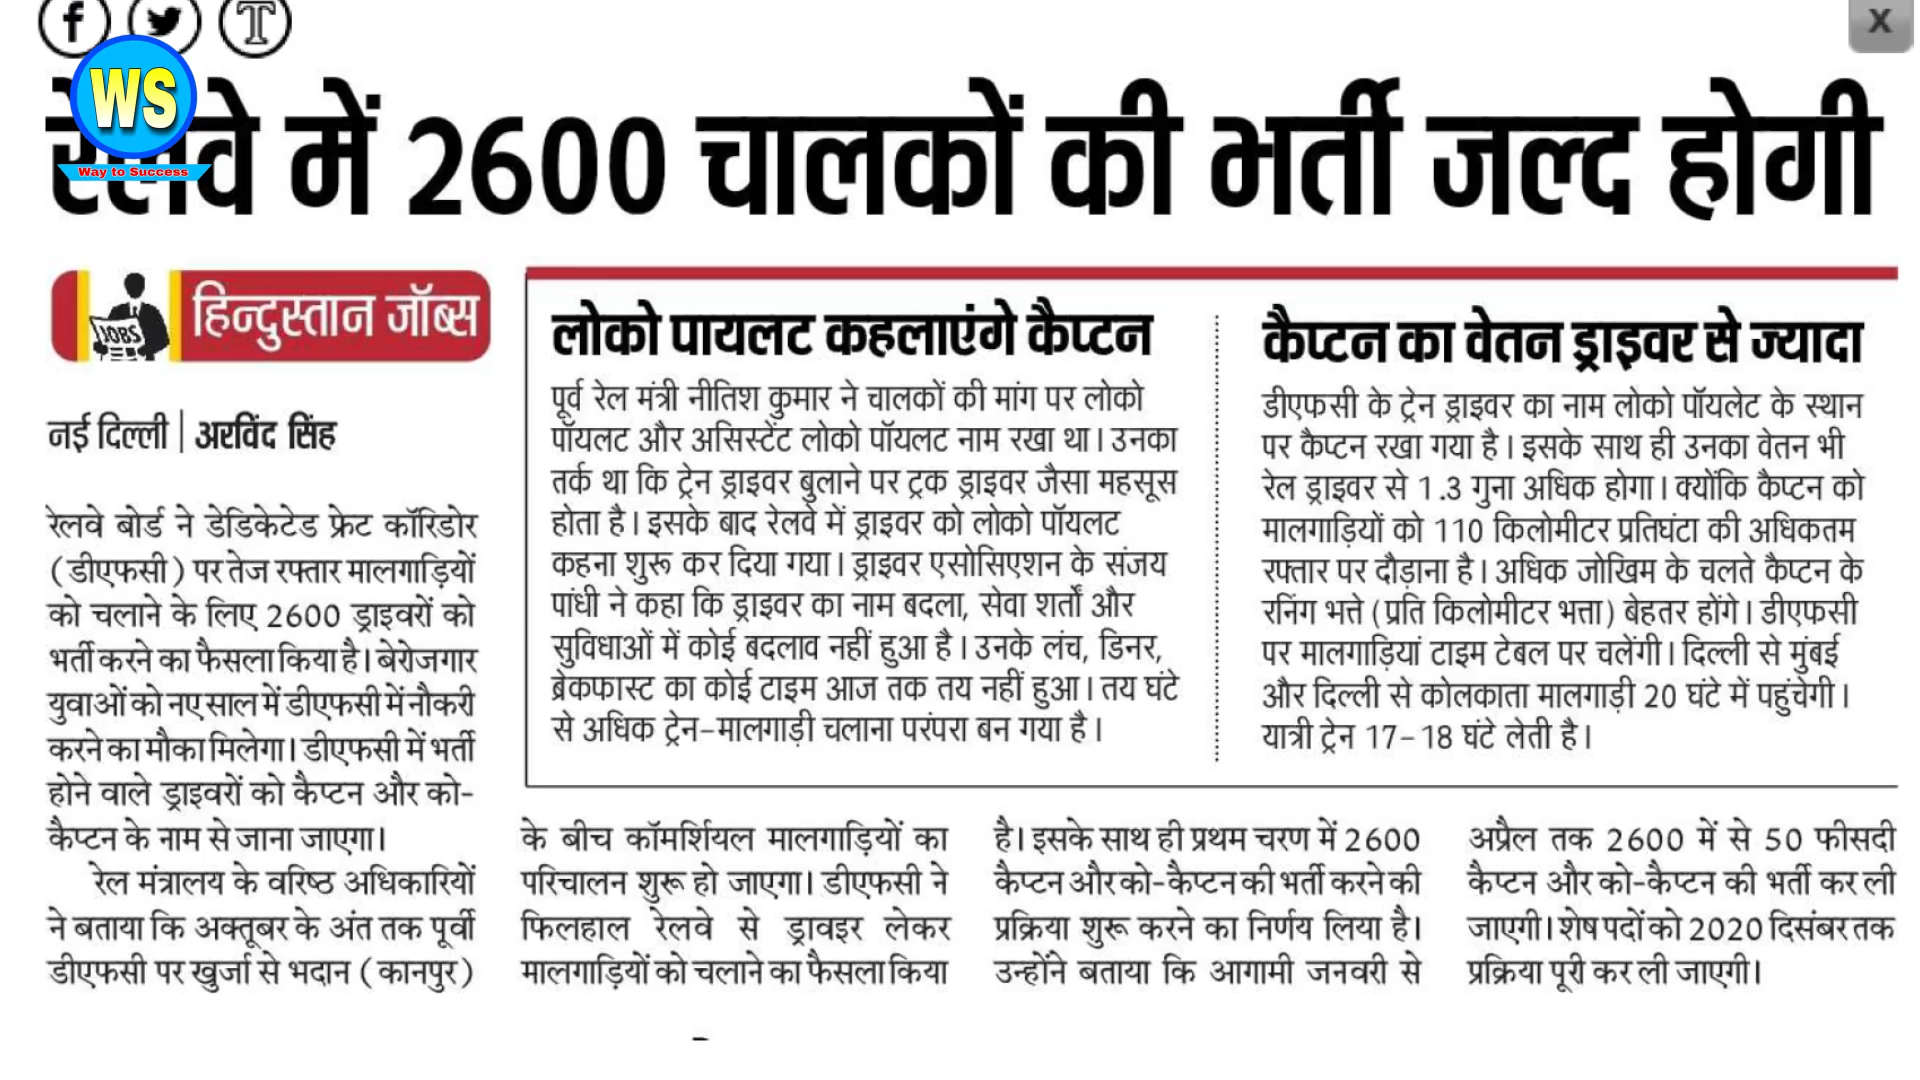 WS
Way to Success
X
रेलवे में 2600 चालकों की भर्ती जल्द होगी
JOBS
हिन्दुस्तान जॉब्स
नई दिल्ली | अरविंद सिंह
रेलवे बोर्ड ने डेडिकेटेड फ्रेट कॉरिडोर
(डीएफसी) पर तेज रफ्तार मालगाड़ियों
को चलाने के लिए 2600 ड्राइवरों को
भर्ती करने का फैसला किया है। बेरोजगार
युवाओं को नए साल में डीएफसी में नौकरी
करने का मौका मिलेगा। डीएफसी में भर्ती
होने वाले ड्राइवरों को कैप्टन और को-
कैप्टन के नाम से जाना जाएगा।
रेल मंत्रालय के वरिष्ठ अधिकारियों
ने बताया कि अक्तूबर के अंत तक पूर्वी
डीएफसी पर खुर्जा से भदान (कानपुर)
लोको पायलट कहलाएंगे कैप्टन
पूर्व रेल मंत्री नीतिश कुमार ने चालकों की मांग पर लोको
पॉयलट और असिस्टेंट लोको पॉयलट नाम रखा था। उनका
तर्क था कि ट्रेन ड्राइवर बुलाने पर ट्रक ड्राइवर जैसा महसूस
होता है। इसके बाद रेलवे में ड्राइवर को लोको पॉयलट
कहना शुरू कर दिया गया। ड्राइवर एसोसिएशन के संजय
पांधी ने कहा कि ड्राइवर का नाम बदला, सेवा शर्तों और
सुविधाओं में कोई बदलाव नहीं हुआ है। उनके लंच, डिनर,
ब्रेकफास्ट का कोई टाइम आज तक तय नहीं हुआ। तय घंटे
से अधिक ट्रेन-मालगाड़ी चलाना परंपरा बन गया है।
कैप्टन का वेतन ड्राइवर से ज्यादा
डीएफसी के ट्रेन ड्राइवर का नाम लोको पॉयलेट के स्थान
पर कैप्टन रखा गया है। इसके साथ ही उनका वेतन भी
रेल ड्राइवर से 1.3 गुना अधिक होगा। क्योंकि कैप्टन को
मालगाड़ियों को 110 किलोमीटर प्रतिघंटा की अधिकतम
रफ्तार पर दौड़ाना है। अधिक जोखिम के चलते कैप्टन के
रनिंग भत्ते (प्रति किलोमीटर भत्ता) बेहतर होंगे। डीएफसी
पर मालगाड़ियां टाइम टेबल पर चलेंगी। दिल्ली से मुंबई
और दिल्ली से कोलकाता मालगाड़ी 20 घंटे में पहुंचेगी।
यात्री ट्रेन 17-18 घंटे लेती है।
के बीच कॉमर्शियल मालगाड़ियों का
परिचालन शुरू हो जाएगा। डीएफसी ने
फिलहाल रेलवे से ड्रावइर लेकर
मालगाड़ियों को चलाने का फैसला किया
है। इसके साथ ही प्रथम चरण में 2600
कैप्टन और को-कैप्टन की भर्ती करने की
प्रक्रिया शुरू करने का निर्णय लिया है।
उन्होंने बताया कि आगामी जनवरी से
अप्रैल तक 2600 में से 50 फीसदी
कैप्टन और को-कैप्टन की भर्ती कर ली
जाएगी। शेष पदों को 2020 दिसंबर तक
प्रक्रिया पूरी कर ली जाएगी।